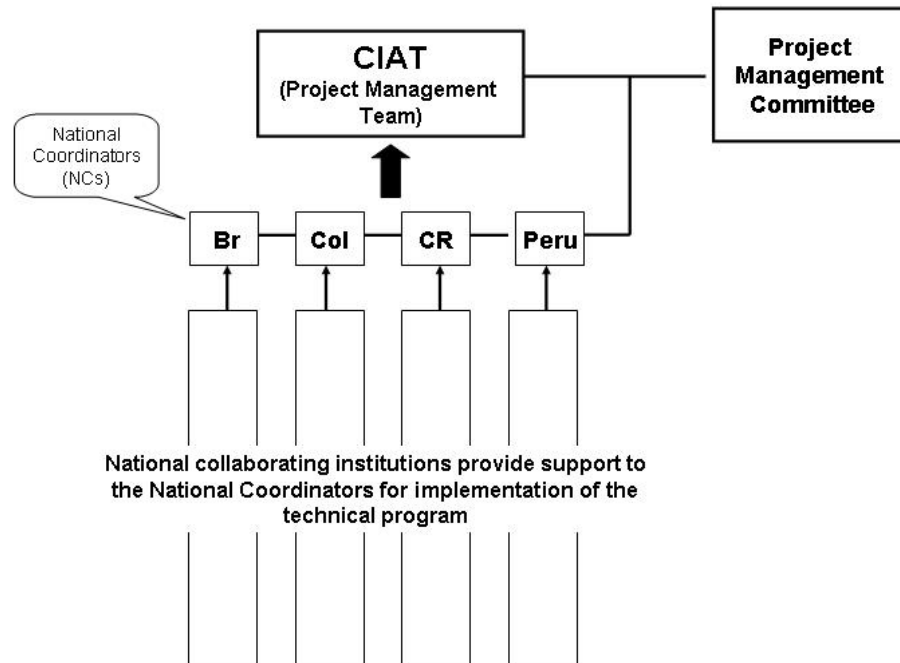 CIAT
(Project Management
Team)
Project
Management
Committee
National
Coordinators
(NCs)
Br
Col
CR
Peru
National collaborating institutions provide support to
the National Coordinators for implementation of the
technical program